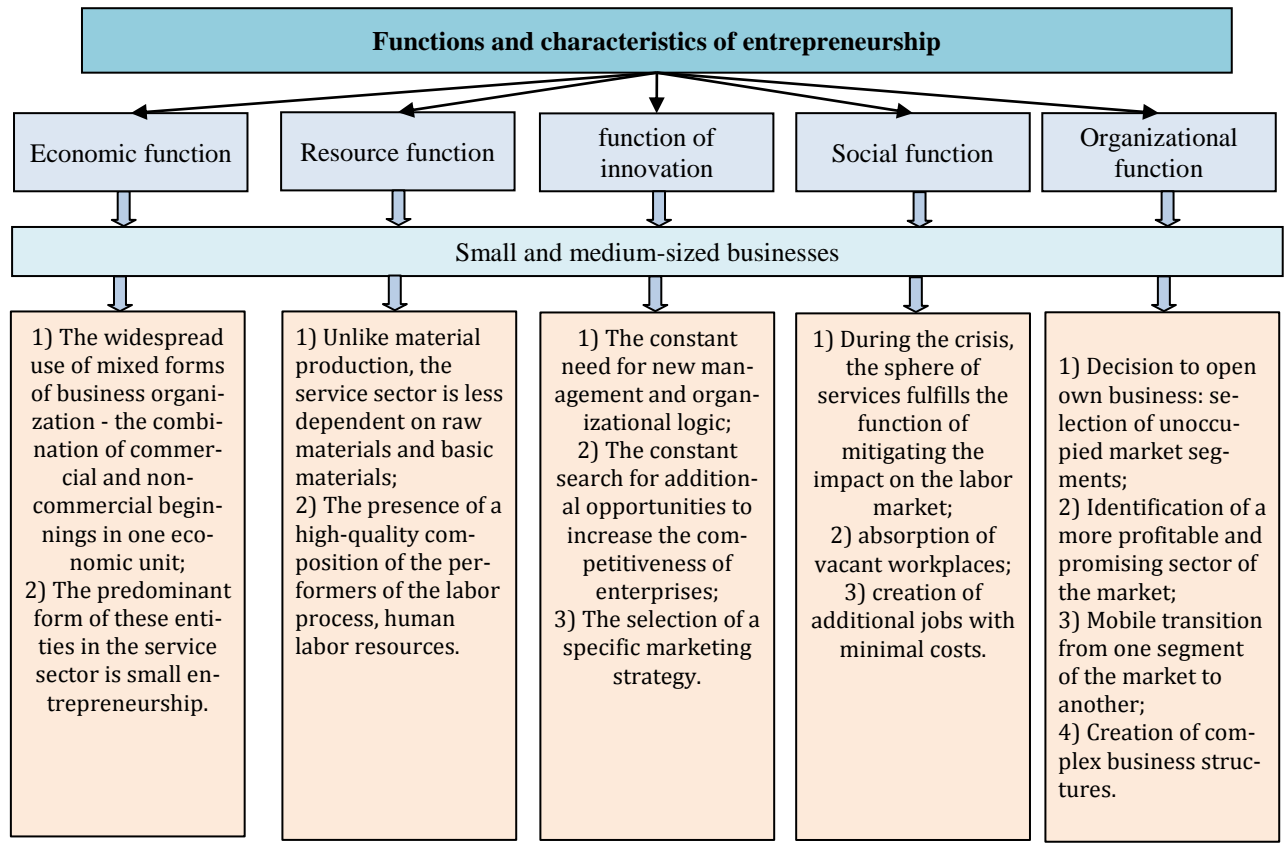 Functions and characteristics of entrepreneurship
Economic function
Resource function
function of
innovation
Social function
Organizational
function
Small and medium-sized businesses
1) The widespread
use of mixed forms
of business organi-
zation - the combi-
nation of commer-
cial and non-
commercial begin-
nings in one eco-
nomic unit;
2) The predominant
form of these enti-
ties in the service
sector is small en-
trepreneurship.
1) Unlike material
production, the
service sector is less
dependent on raw
materials and basic
materials;
2) The presence of a
high-quality com-
position of the per-
formers of the labor
process, human
labor resources.
1) The constant
need for new man-
agement and organ-
izational logic;
2) The constant
search for addition-
al opportunities to
increase the com-
petitiveness of
enterprises;
3) The selection of a
specific marketing
strategy.
1) During the crisis,
the sphere of
services fulfills the
function of
mitigating the
impact on the labor
market;
2) absorption of
vacant workplaces;
3) creation of
additional jobs with
minimal costs.
1) Decision to open
own business: se-
lection of unoccu-
pied market seg-
ments;
2) Identification of a
more profitable and
promising sector of
the market;
3) Mobile transition
from one segment
of the market to
another;
4) Creation of com-
plex business struc-
tures.